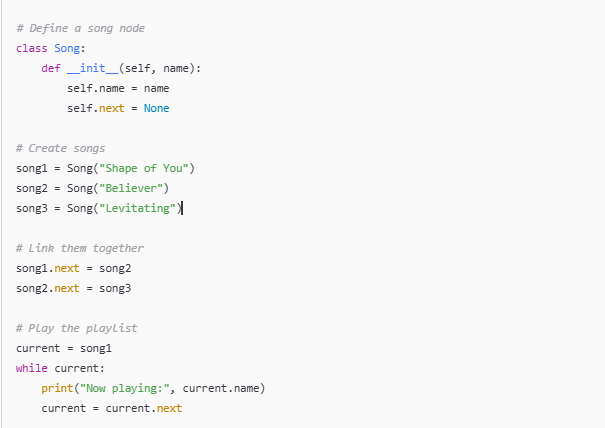 # Define a song node
class Song:
    def __init__(self, name):
        self.name = name
        self.next = None

# Create songs
song1 = Song("Shape of You")
song2 = Song("Believer")
song3 = Song("Levitating")

# Link them together
song1.next = song2
song2.next = song3

# Play the playlist
current = song1
while current:
    print("Now playing:", current.name)
    current = current.next